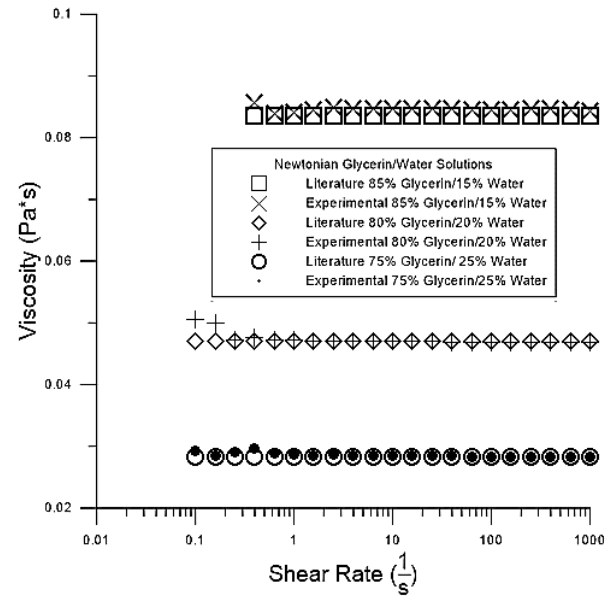 0.1
0.08
0.06
0.04
0.02
Viscosity (Pa*s)
Newtonian Glycerin/Water Solutions
Literature 85% Glycerin/15% Water
Experimental 85% Glycerin/15% Water
Literature 80% Glycerin/20% Water
Experimental 80% Glycerin/20% Water
Literature 75% Glycerin/ 25% Water
Experimental 75% Glycerin/25% Water
0.01 0.1 1 10 100 1000
Shear Rate (1/s)